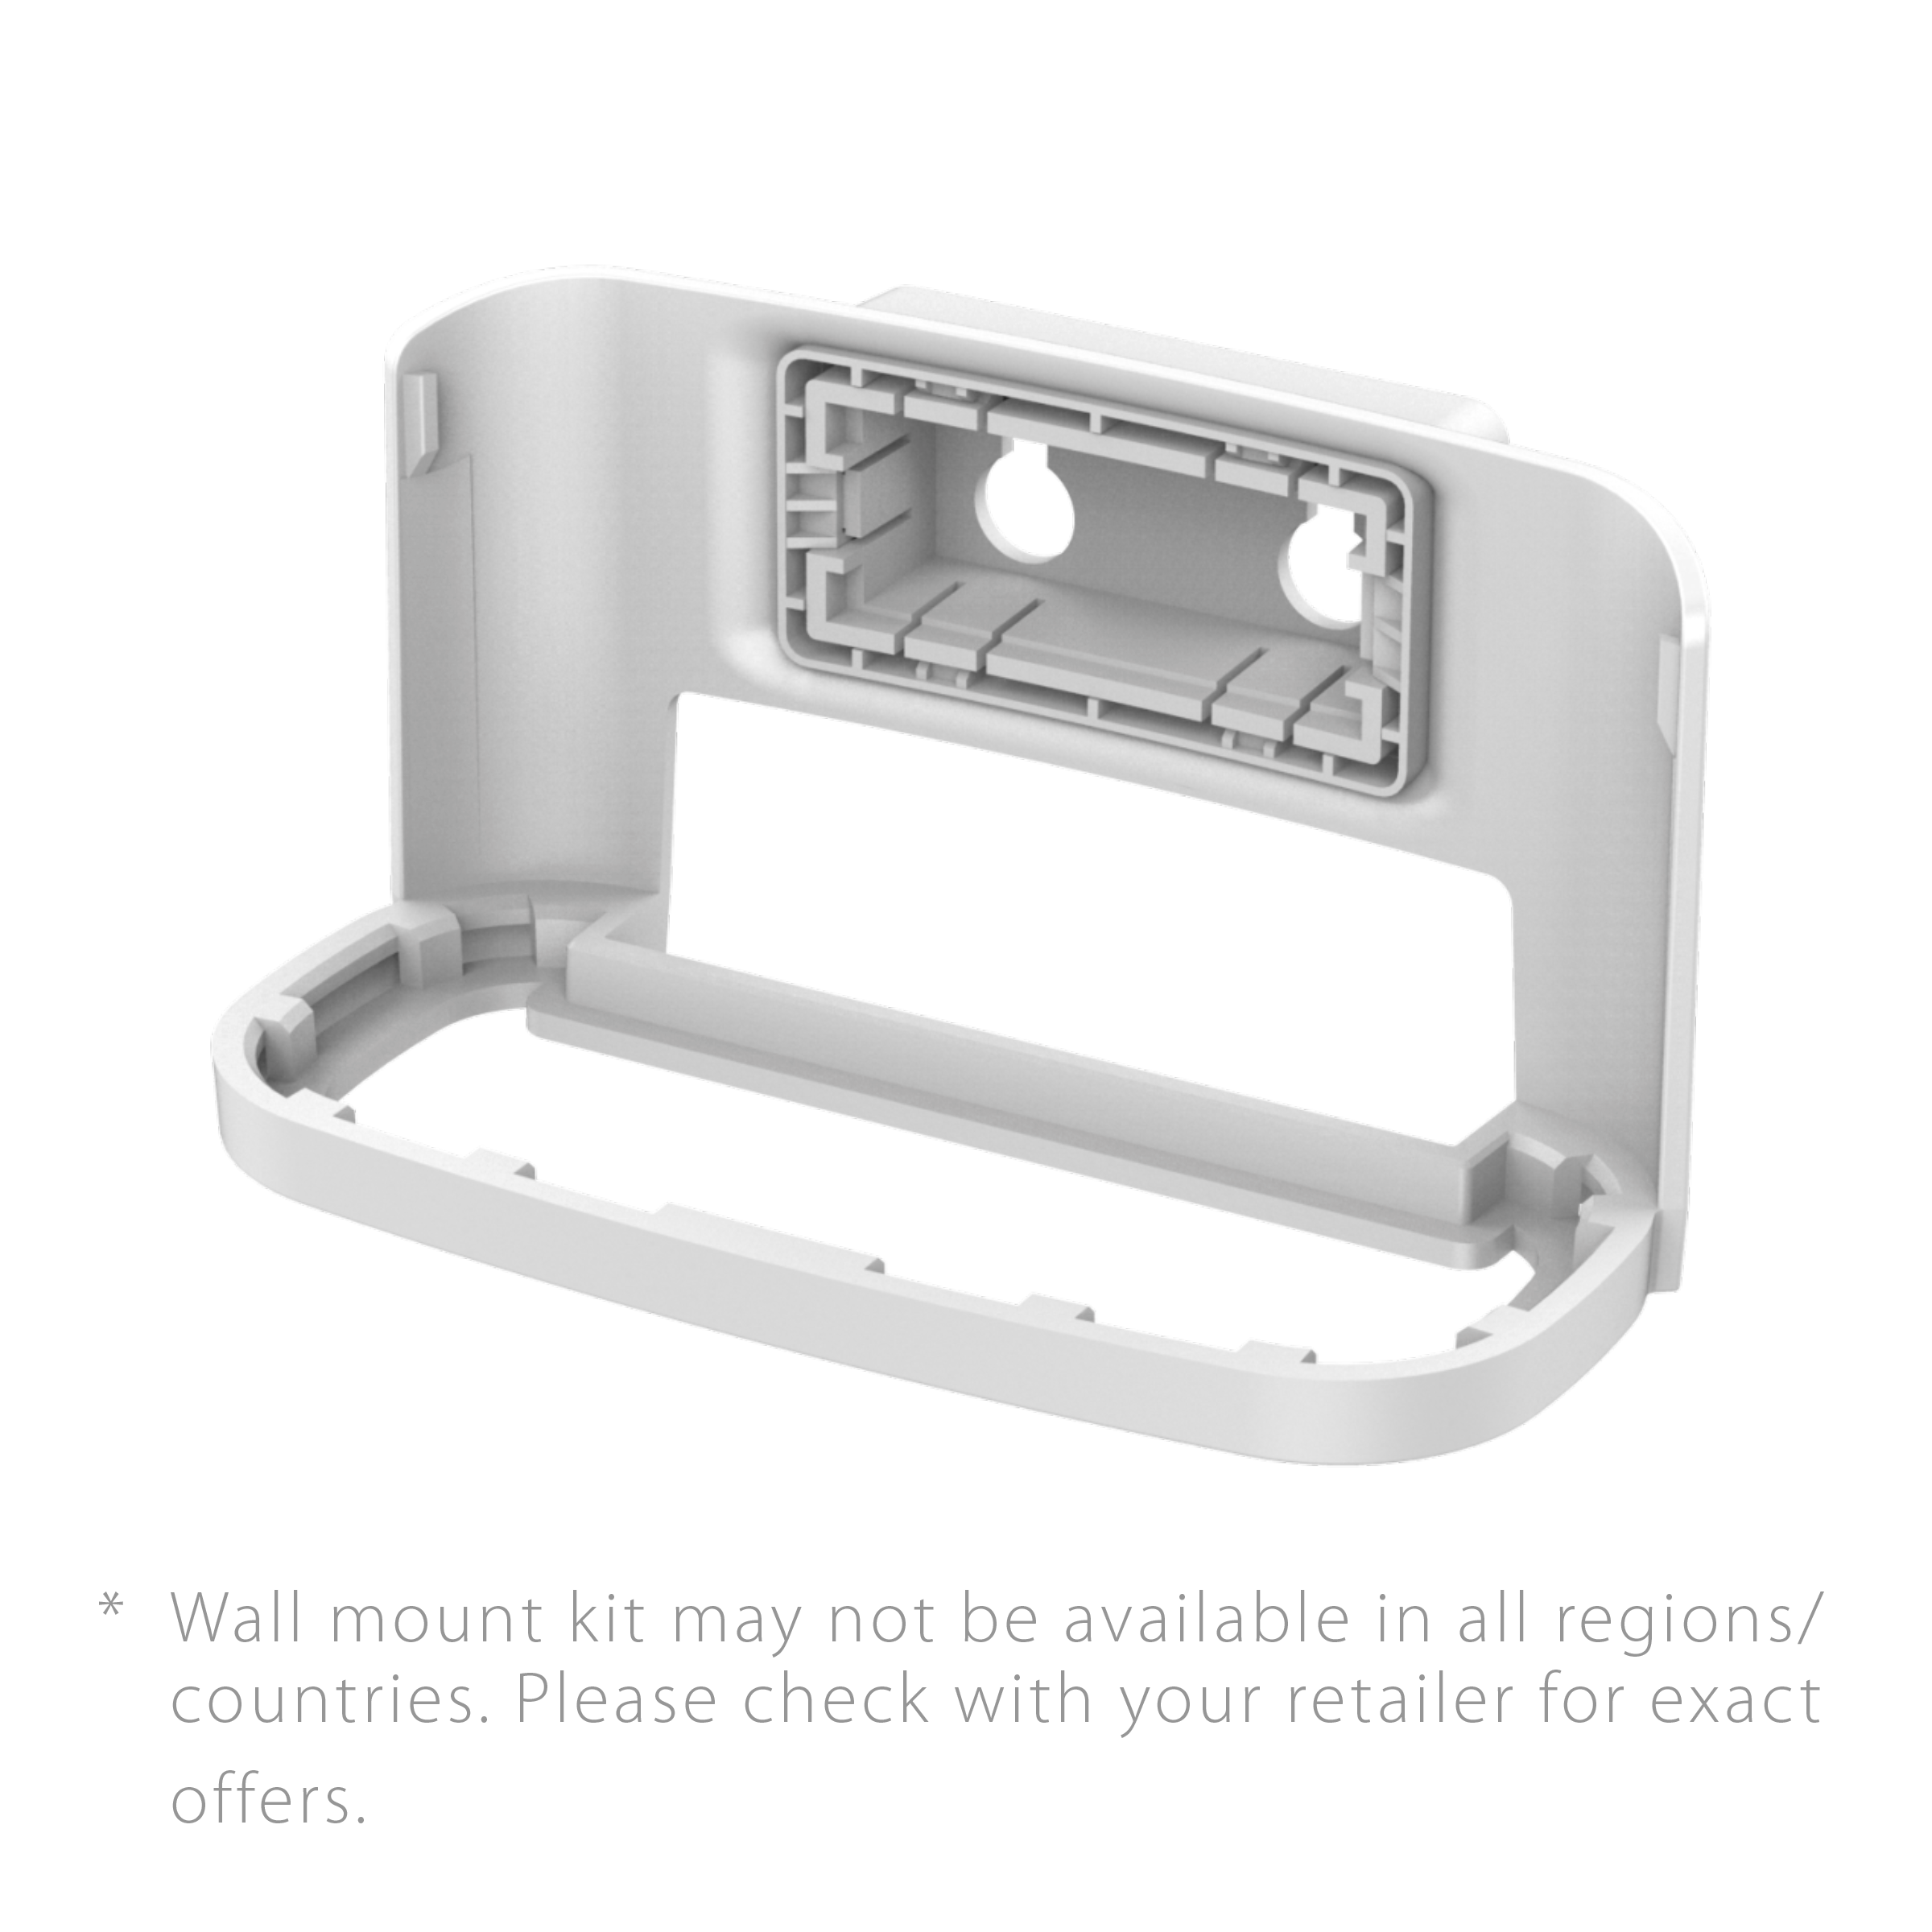 * Wall mount kit may not be available in all regions/
countries. Please check with your retailer for exact
offers.